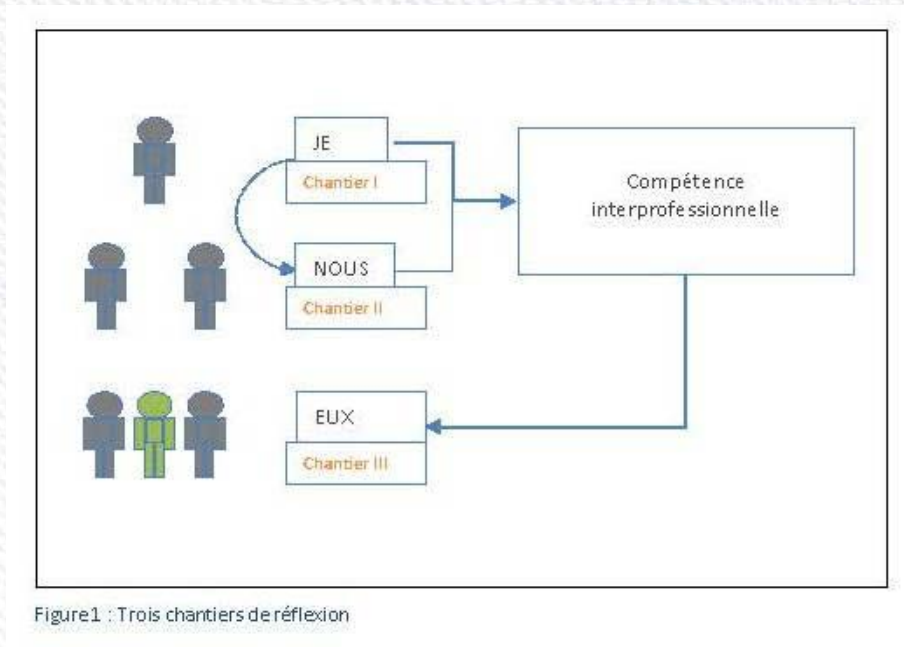 JE
Chantier I
Compétence
interprofessionnelle
NOUS
Chantier II
EUX
Chantier III
Figure1 : Trois chantiers de réflexion